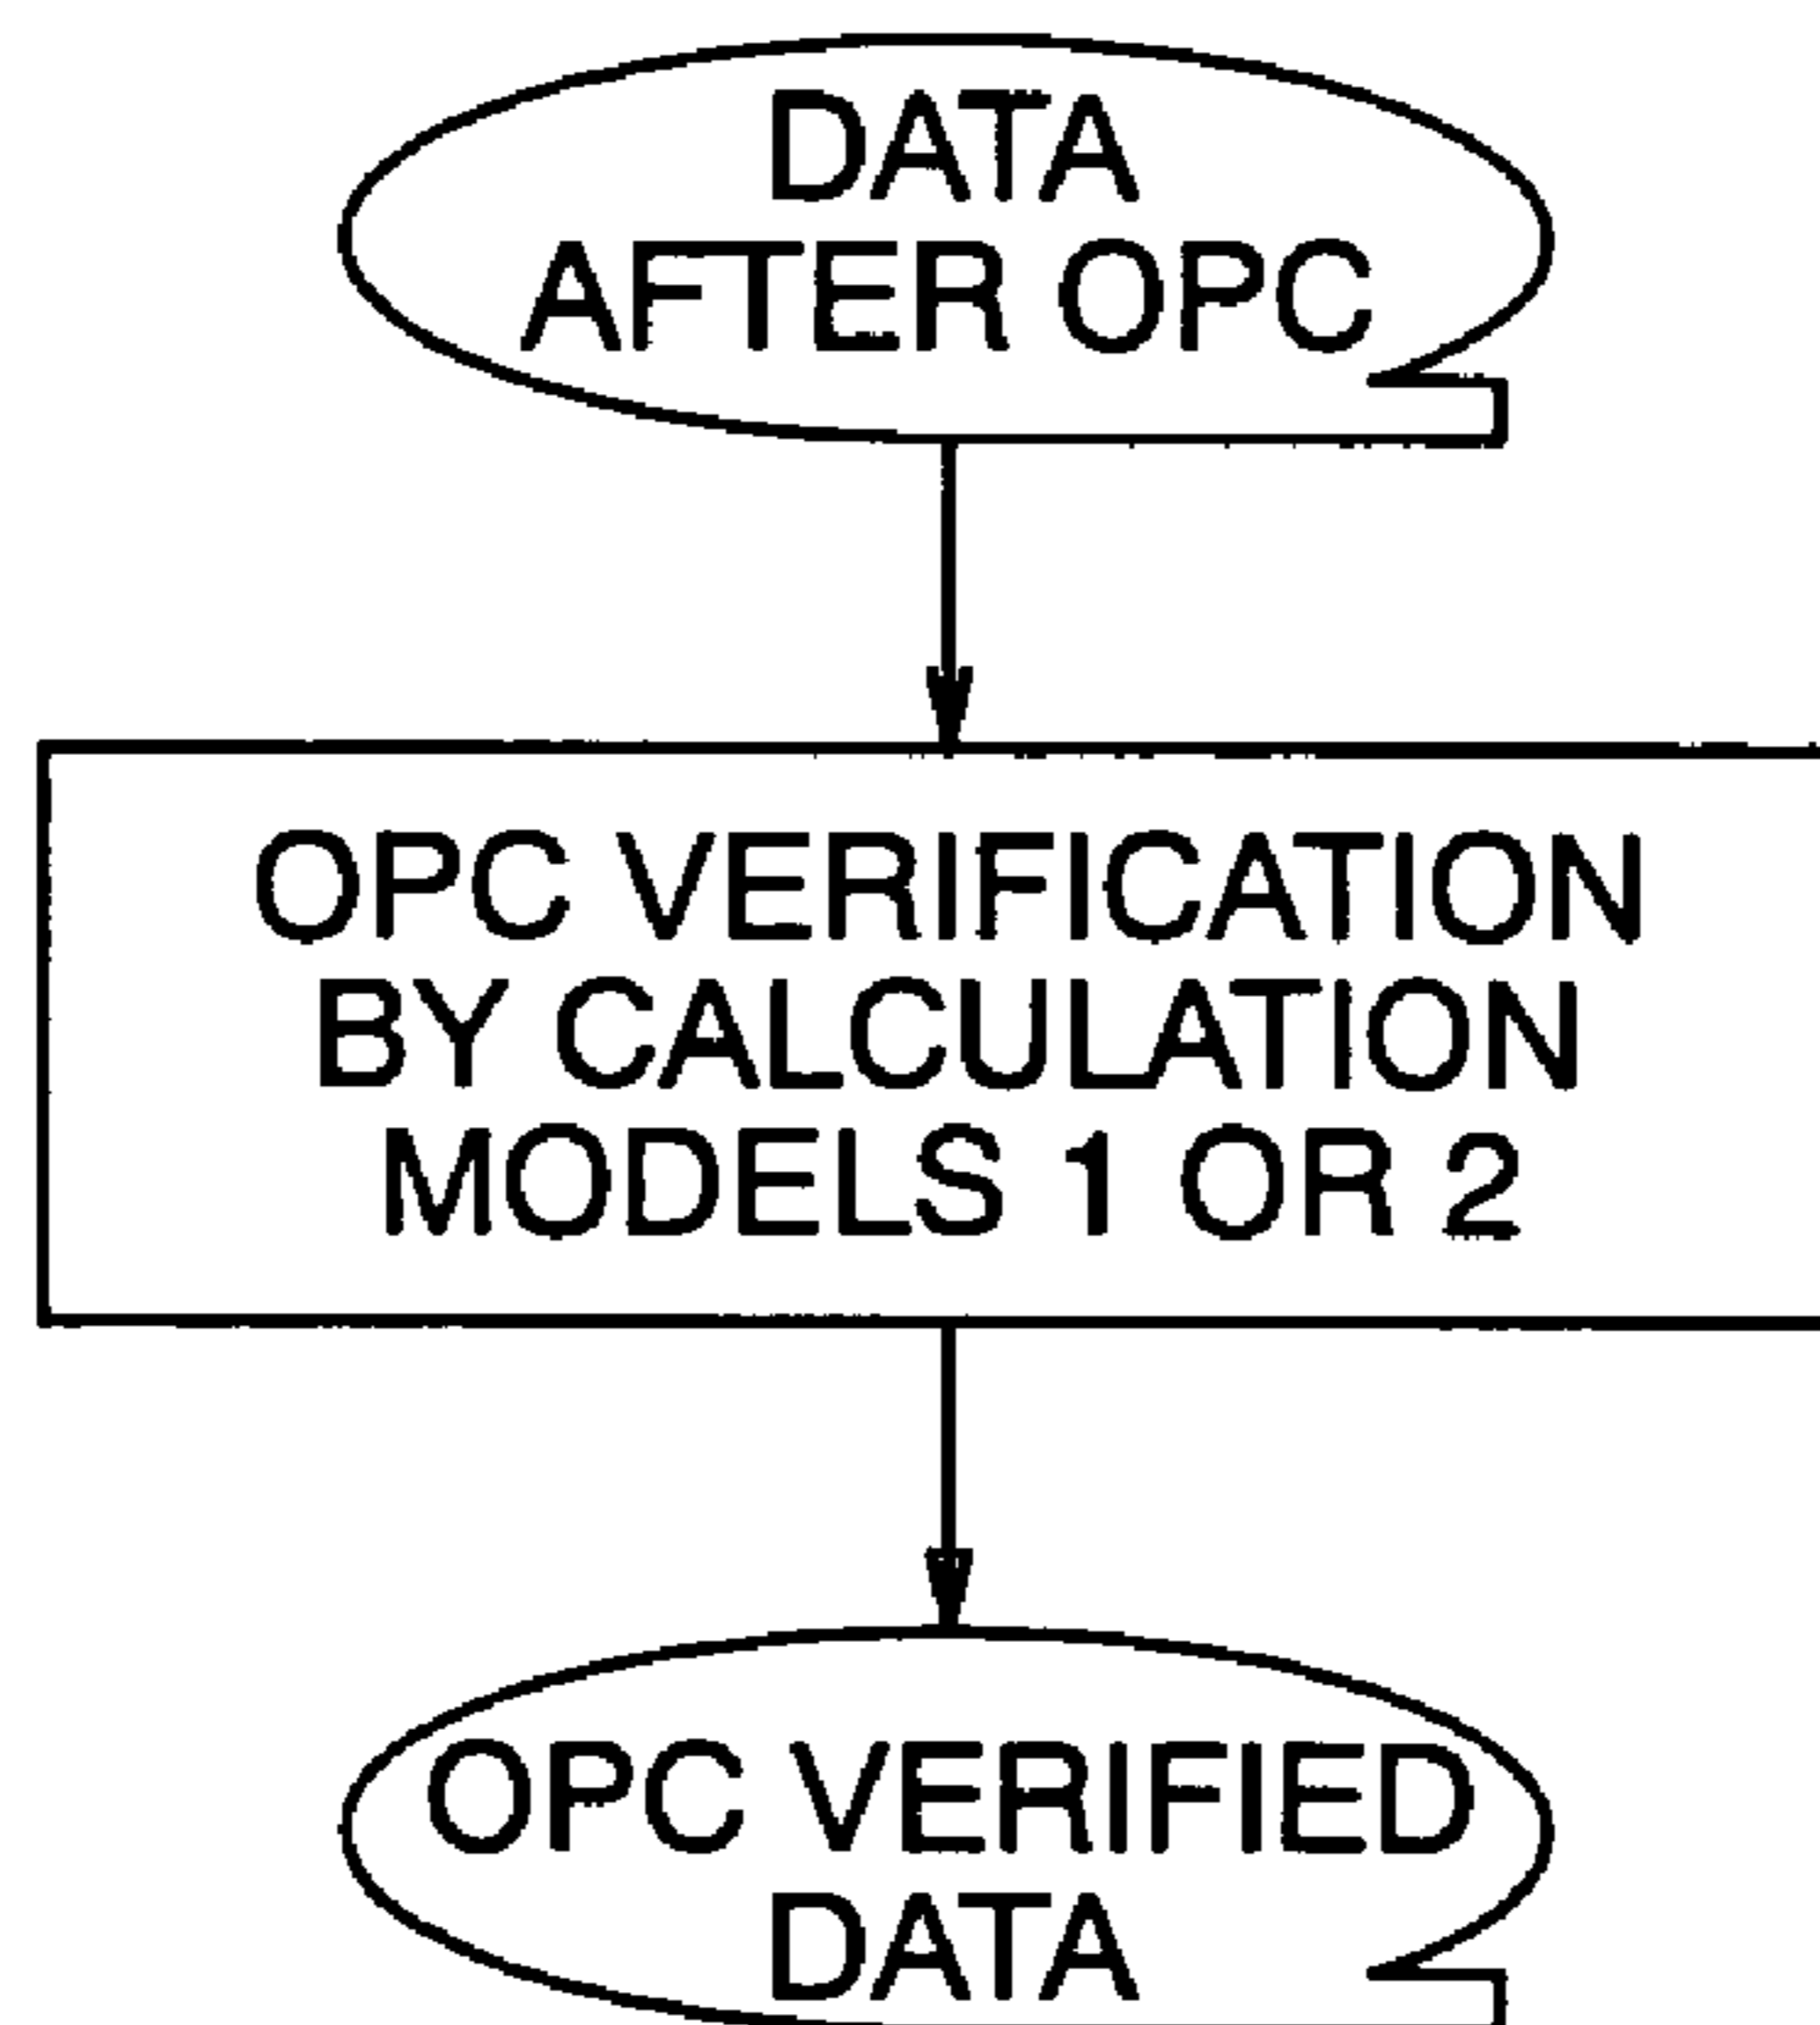 DATA
AFTER OPC
OPC VERIFICATION
BY CALCULATION
MODELS 1 OR 2
OPC VERIFIED
DATA